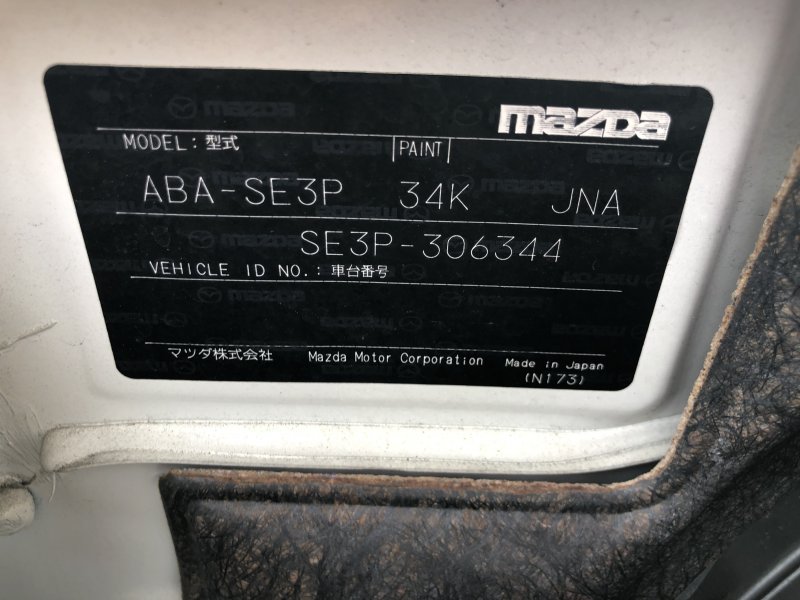 mazda
MODEL: 型式 PAINT
ABA-SE3P 34K JNA
SE3P-306344
VEHICLE ID NO.: 車台番号
マツダ株式会社 Mazda Motor Corporation Made in Japan
(N173)